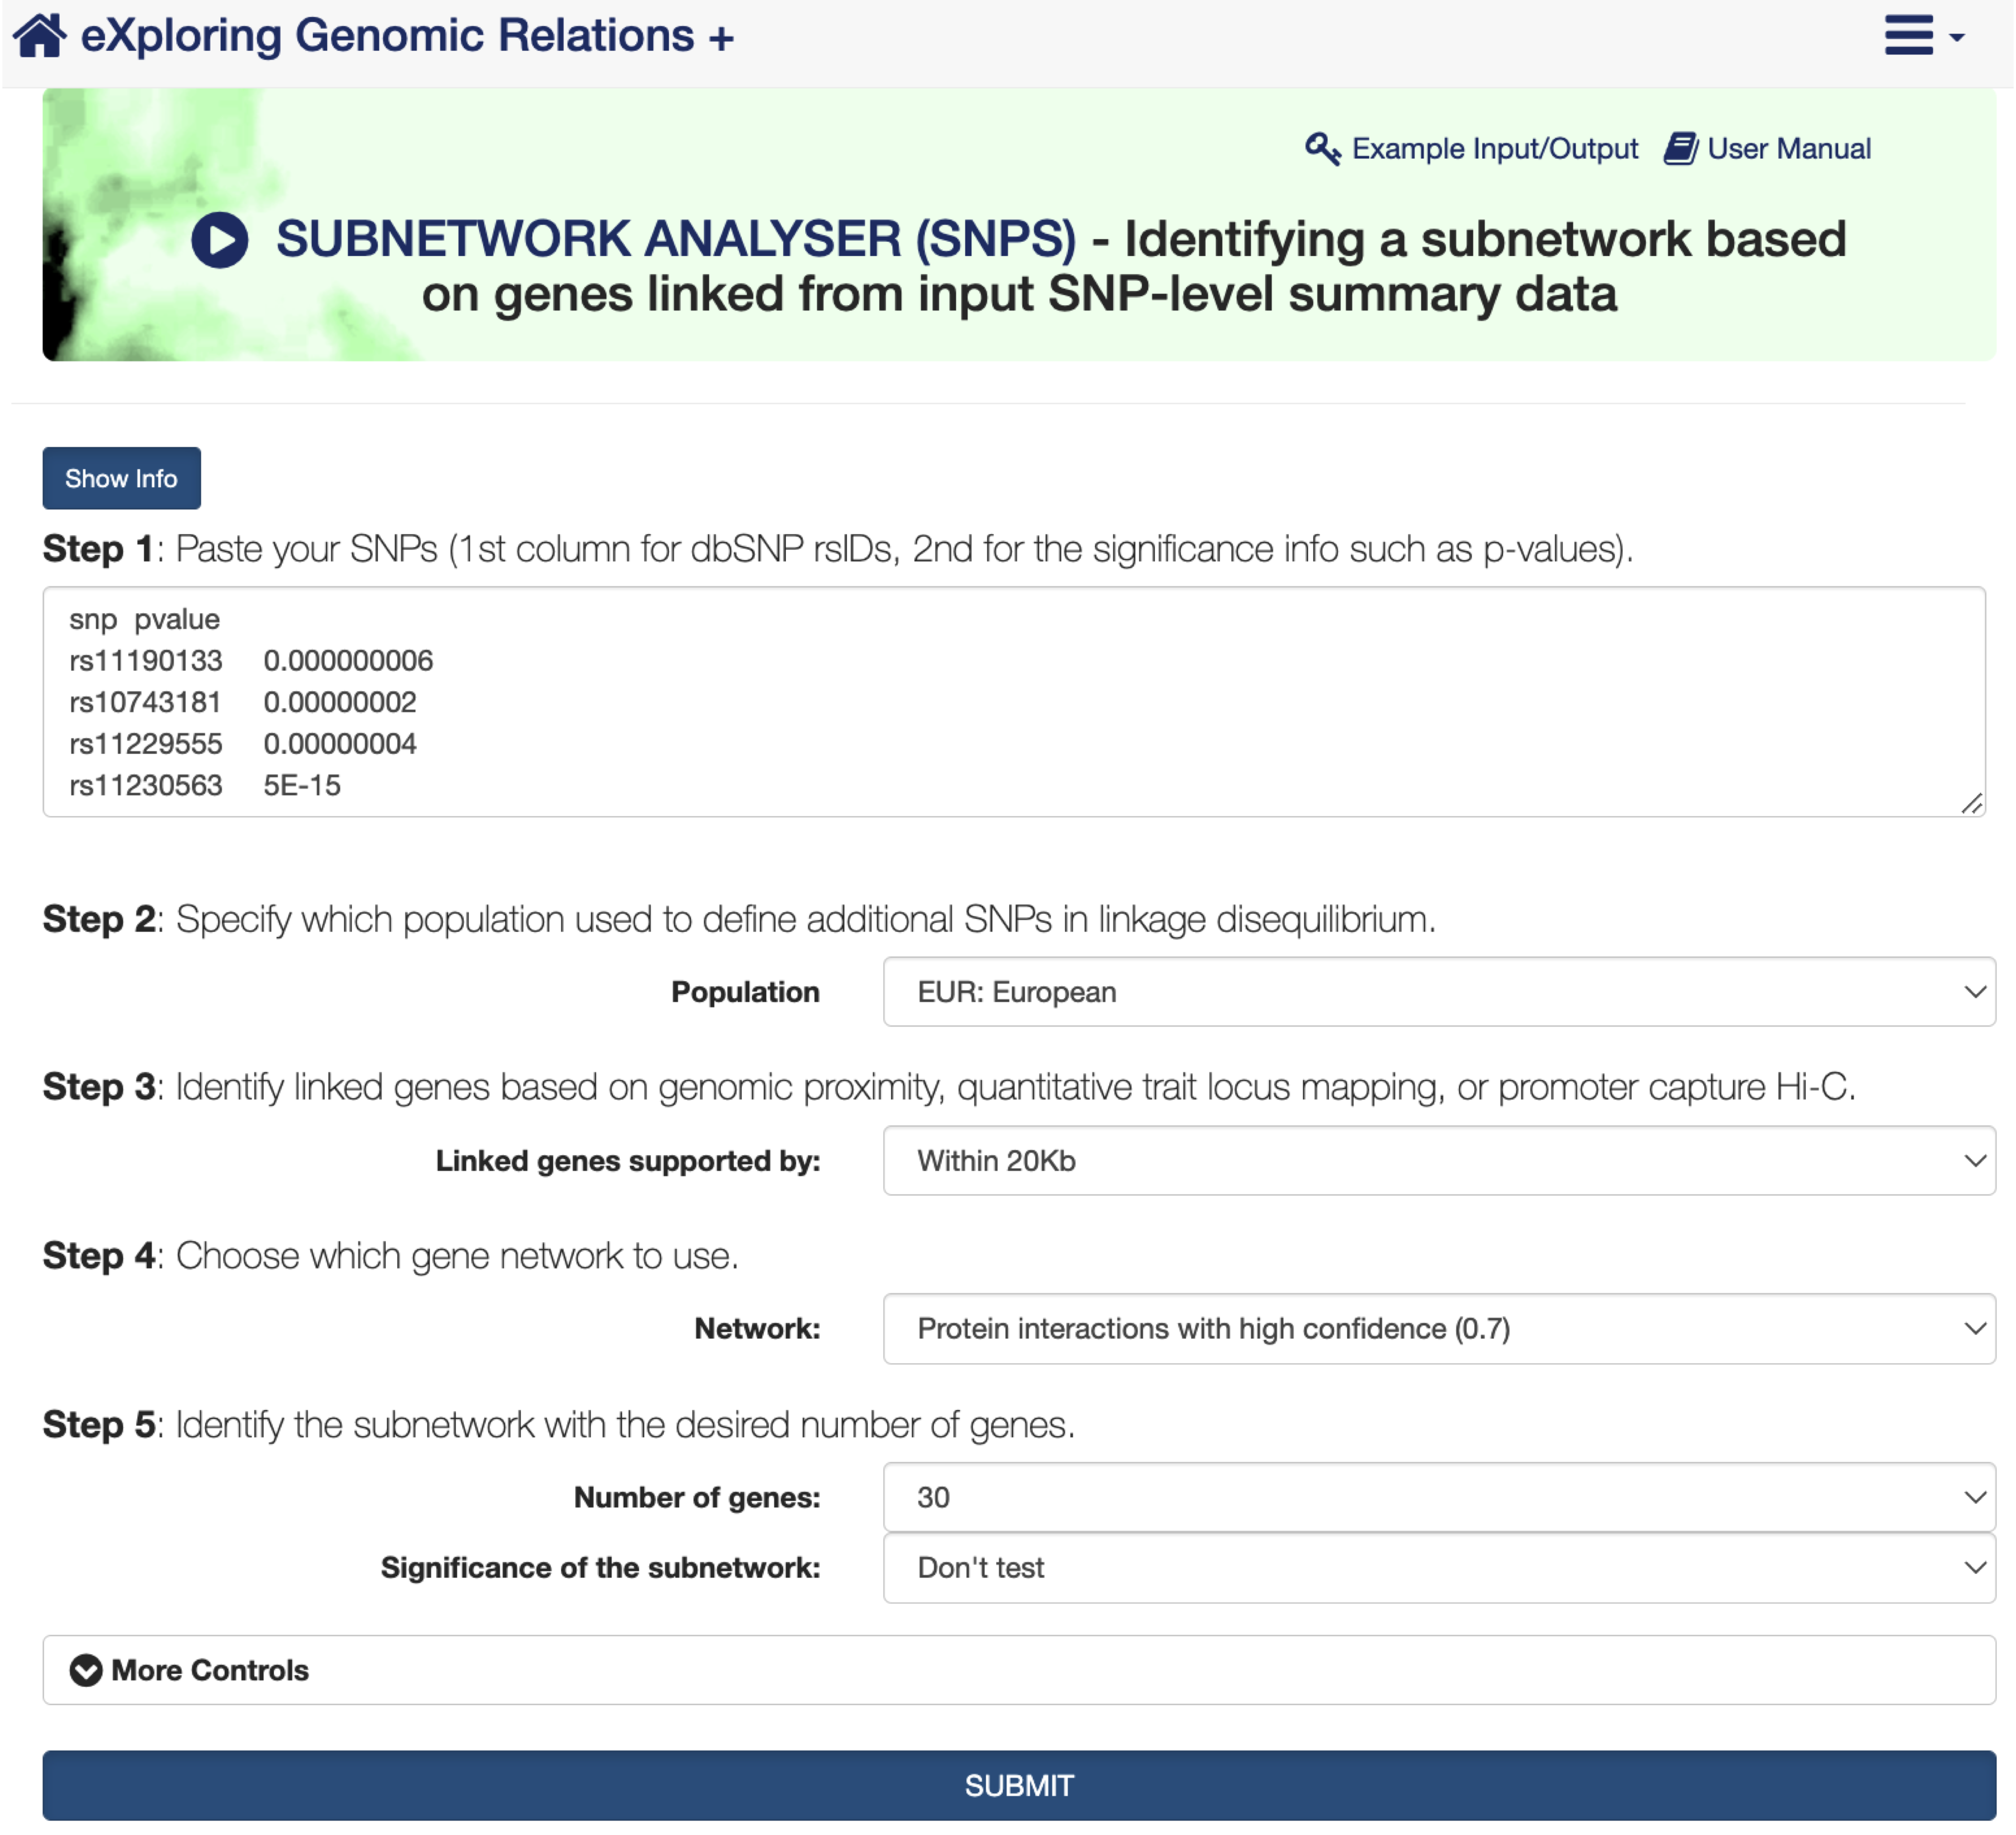 eXploring Genomic Relations +
Example Input/Output User Manual
SUBNETWORK ANALYSER (SNPS) - Identifying a subnetwork based
on genes linked from input SNP-level summary data
Show Info
Step 1: Paste your SNPs (1st column for dbSNP rsIDs, 2nd for the significance info such as p-values).
snp pvalue
rs11190133 0.000000006
rs10743181 0.00000002
rs11229555 0.00000004
rs11230563 5E-15
Step 2: Specify which population used to define additional SNPs in linkage disequilibrium.
Population EUR: European
Step 3: Identify linked genes based on genomic proximity, quantitative trait locus mapping, or promoter capture Hi-C.
Linked genes supported by: Within 20Kb
Step 4: Choose which gene network to use.
Network: Protein interactions with high confidence (0.7)
Step 5: Identify the subnetwork with the desired number of genes.
Number of genes: 30
Significance of the subnetwork: Don't test
More Controls
SUBMIT